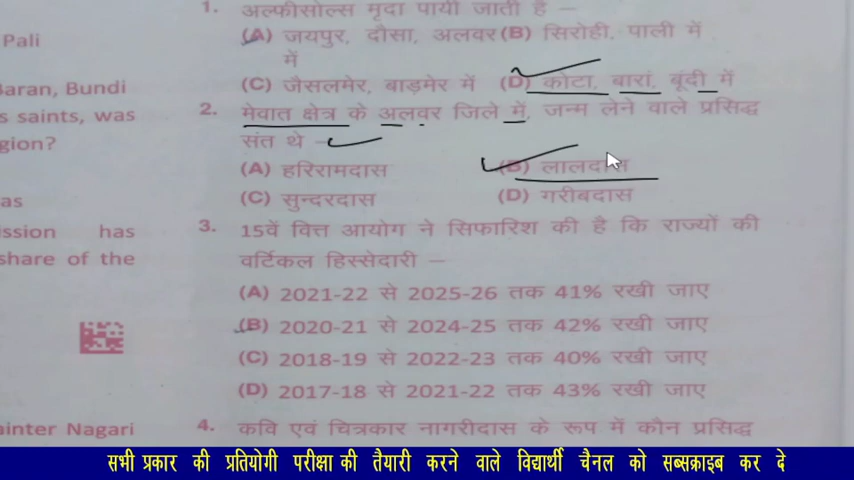 1. अल्फीसोल्स मृदा पायी जाती है –
Pali
(A) जयपुर, दौसा, अलवर (B) सिरोही, पाली में
में
Baran, Bundi
(C) जैसलमेर, बाड़मेर में (D) कोटा, बारां, बूंदी में
s saints, was
2. मेवात क्षेत्र के अलवर जिले में, जन्म लेने वाले प्रसिद्ध
gion?
संत थे –
(A) हरिरामदास (B) लालदास
as
(C) सुन्दरदास (D) गरीबदास
ission has
3. 15वें वित्त आयोग ने सिफारिश की है कि राज्यों की
share of the
वर्टिकल हिस्सेदारी –
(A) 2021-22 से 2025-26 तक 41% रखी जाए
(B) 2020-21 से 2024-25 तक 42% रखी जाए
(C) 2018-19 से 2022-23 तक 40% रखी जाए
(D) 2017-18 से 2021-22 तक 43% रखी जाए
ainter Nagari
4. कवि एवं चित्रकार नागरीदास के रूप में कौन प्रसिद्ध
सभी प्रकार की प्रतियोगी परीक्षा की तैयारी करने वाले विद्यार्थी चैनल को सब्सक्राइब कर दे